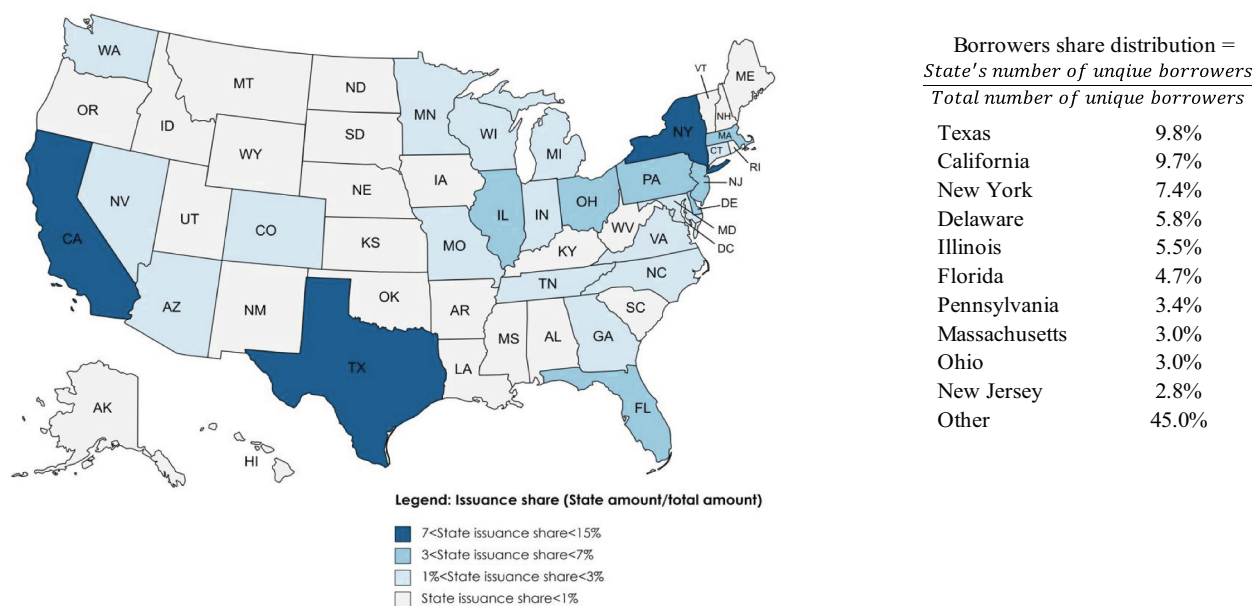 WA
MT
ND
MN
OR
ID
SD
WI
MI
WY
IA
NE
NV
UT
CO
IL
IN
OH
PA
NY
VT
ME
NH
MA
CT
RI
NJ
DE
MD
DC
WV
VA
CA
KS
MO
KY
NC
TN
AZ
NM
OK
AR
SC
MS
AL
GA
TX
LA
FL
AK
HI
Legend: Issuance share (State amount/total amount)
7<State issuance share<15%
3<State issuance share<7%
1%<State issuance share<3%
State issuance share<1%
Borrowers share distribution =
State's number of unqiue borrowers
Total number of unique borrowers
Texas 9.8%
California 9.7%
New York 7.4%
Delaware 5.8%
Illinois 5.5%
Florida 4.7%
Pennsylvania 3.4%
Massachusetts 3.0%
Ohio 3.0%
New Jersey 2.8%
Other 45.0%